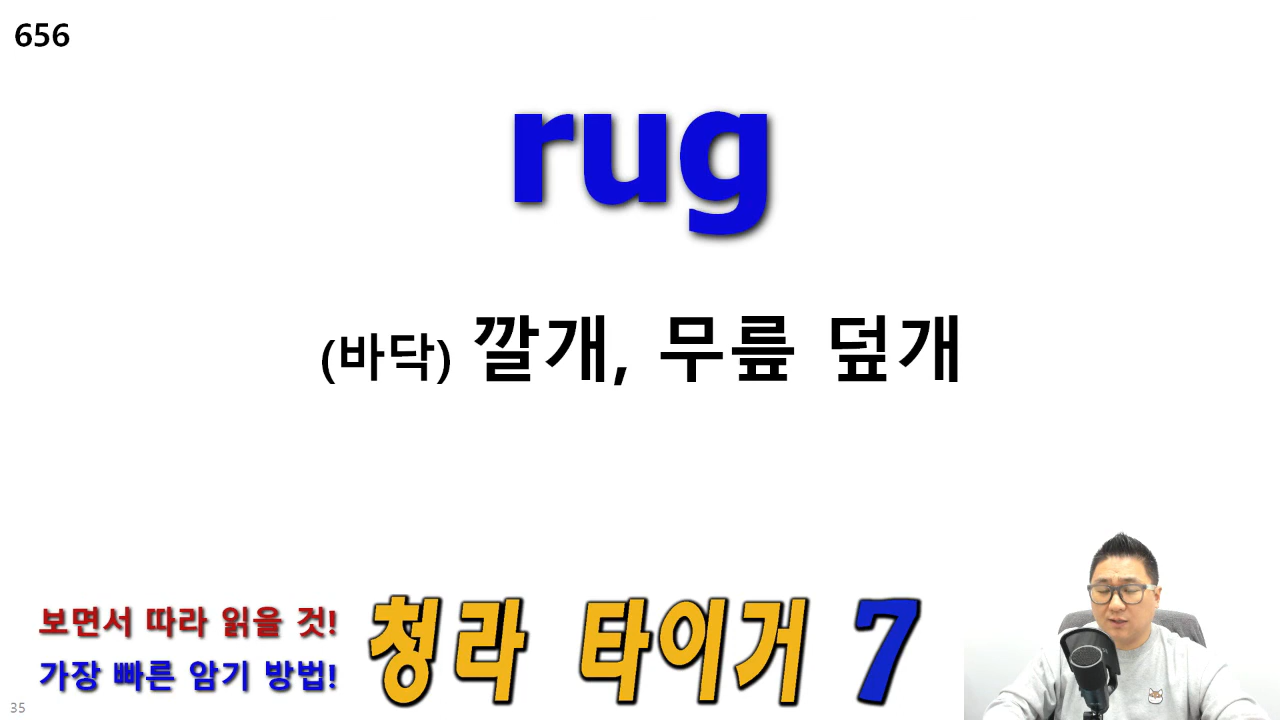 656
rug
(바닥) 깔개, 무릎 덮개
보면서 따라 읽을 것!
가장 빠른 암기 방법!
청라 타이거 7
35